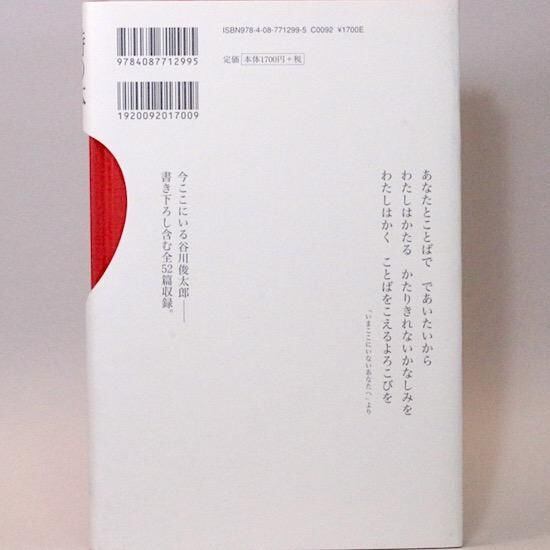 ISBN978-4-08-771299-5 C0092 ¥1700E
定価 本体1700円+税
9784087712995
1920092017009
あなたとことばで であいたいから
わたしはかたる かたりきれないかなしみを
わたしはかく ことばをこえるよろこびを
「いまここにいないあなたへ」より
今ここにいる谷川俊太郎――
書き下ろし含む全52篇収録。